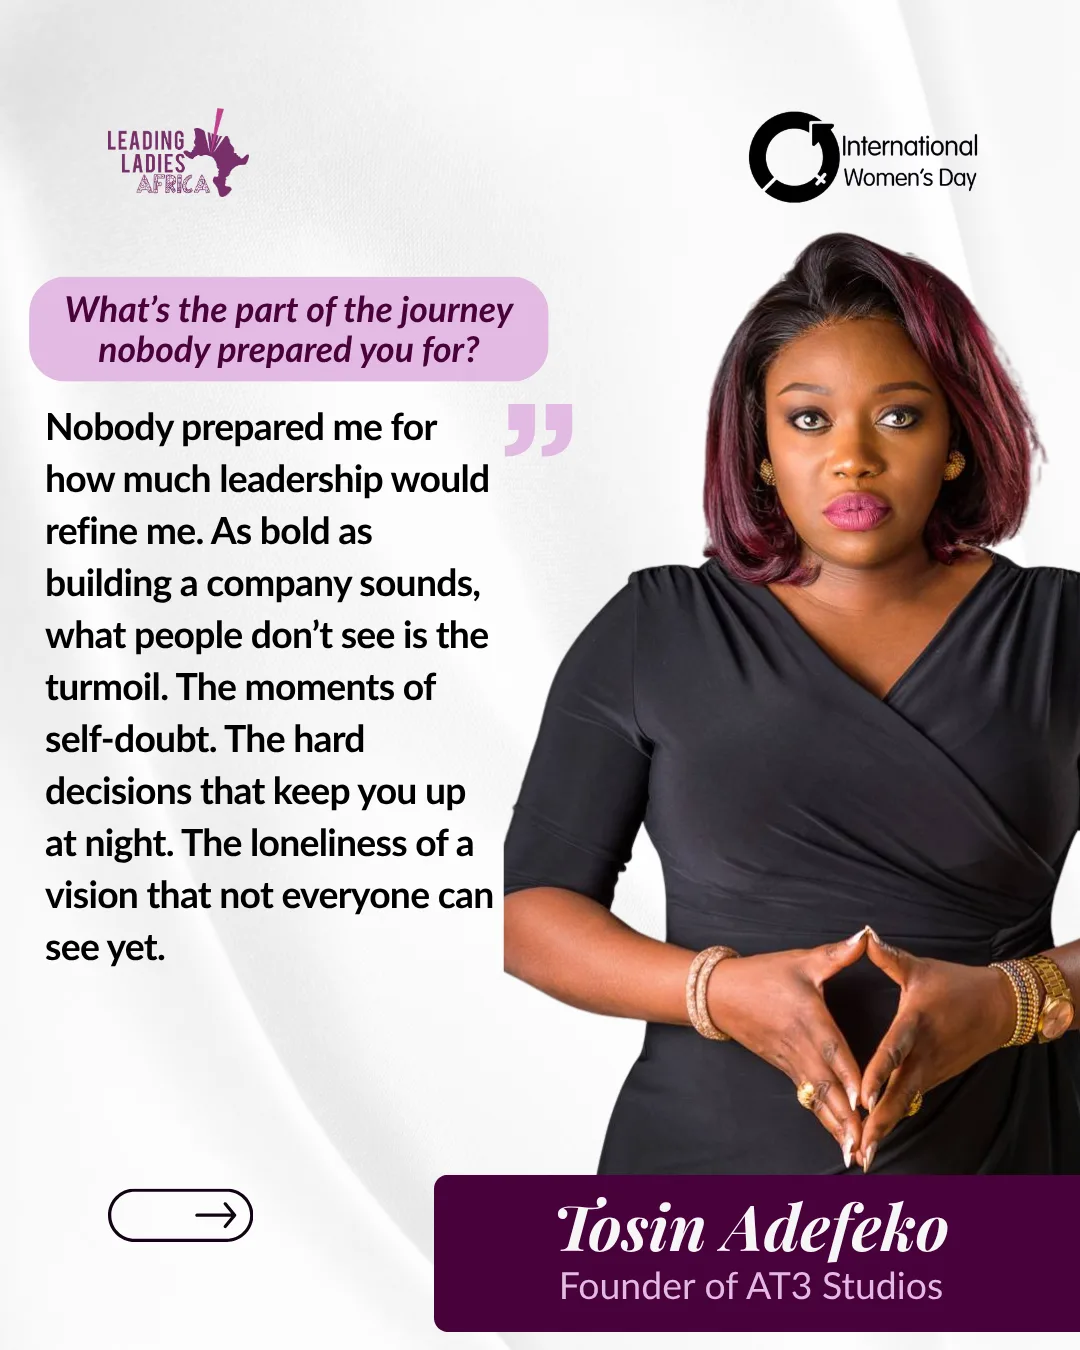 LEADING
LADIES
AFRICA
International
Women's Day
What's the part of the journey
nobody prepared you for?
Nobody prepared me for
how much leadership would
refine me. As bold as
building a company sounds,
what people don't see is the
turmoil. The moments of
self-doubt. The hard
decisions that keep you up
at night. The loneliness of a
vision that not everyone can
see yet.
”
Tosin Adefeko
Founder of AT3 Studios